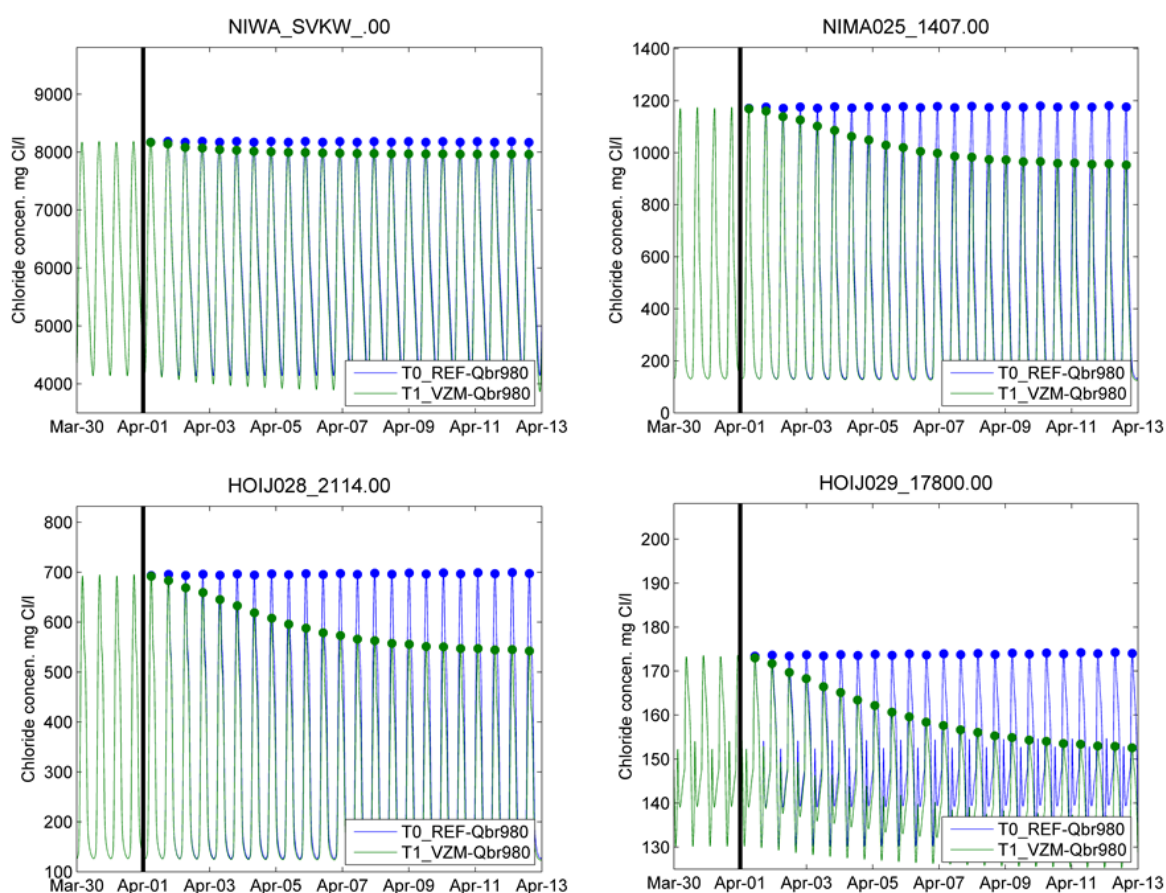 NIWA_SVKW_.00
Chloride concen. mg Cl/l
9000
8000
7000
6000
5000
4000
T0_REF-Qbr980
T1_VZM-Qbr980
Mar-30 Apr-01 Apr-03 Apr-05 Apr-07 Apr-09 Apr-11 Apr-13
NIMA025_1407.00
Chloride concen. mg Cl/l
1400
1200
1000
800
600
400
200
0
T0_REF-Qbr980
T1_VZM-Qbr980
Mar-30 Apr-01 Apr-03 Apr-05 Apr-07 Apr-09 Apr-11 Apr-13
HOIJ028_2114.00
Chloride concen. mg Cl/l
800
700
600
500
400
300
200
100
T0_REF-Qbr980
T1_VZM-Qbr980
Mar-30 Apr-01 Apr-03 Apr-05 Apr-07 Apr-09 Apr-11 Apr-13
HOIJ029_17800.00
Chloride concen. mg Cl/l
200
190
180
170
160
150
140
130
T0_REF-Qbr980
T1_VZM-Qbr980
Mar-30 Apr-01 Apr-03 Apr-05 Apr-07 Apr-09 Apr-11 Apr-13